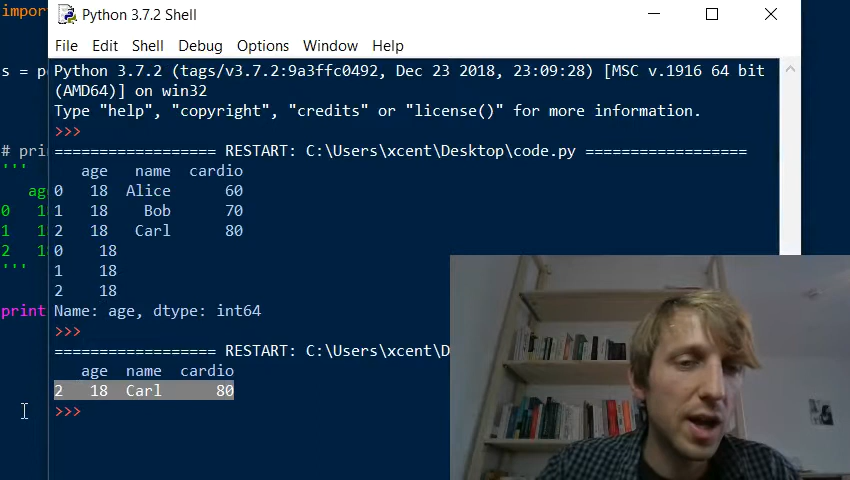 impor
s = p
# pri
'''
ag
0 1
1 1
2 1
'''
print
Python 3.7.2 Shell
File Edit Shell Debug Options Window Help
Python 3.7.2 (tags/v3.7.2:9a3ffc0492, Dec 23 2018, 23:09:28) [MSC v.1916 64 bit
(AMD64)] on win32
Type "help", "copyright", "credits" or "license()" for more information.
>>>
================== RESTART: C:\Users\xcent\Desktop\code.py ==================
age name cardio
0 18 Alice 60
1 18 Bob 70
2 18 Carl 80
0 18
1 18
2 18
Name: age, dtype: int64
>>>
================== RESTART: C:\Users\xcent\D
age name cardio
2 18 Carl 80
>>>